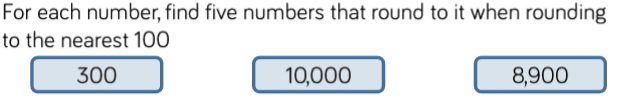 For each number, find five numbers that round to it when rounding
to the nearest 100
300 10,000 8,900